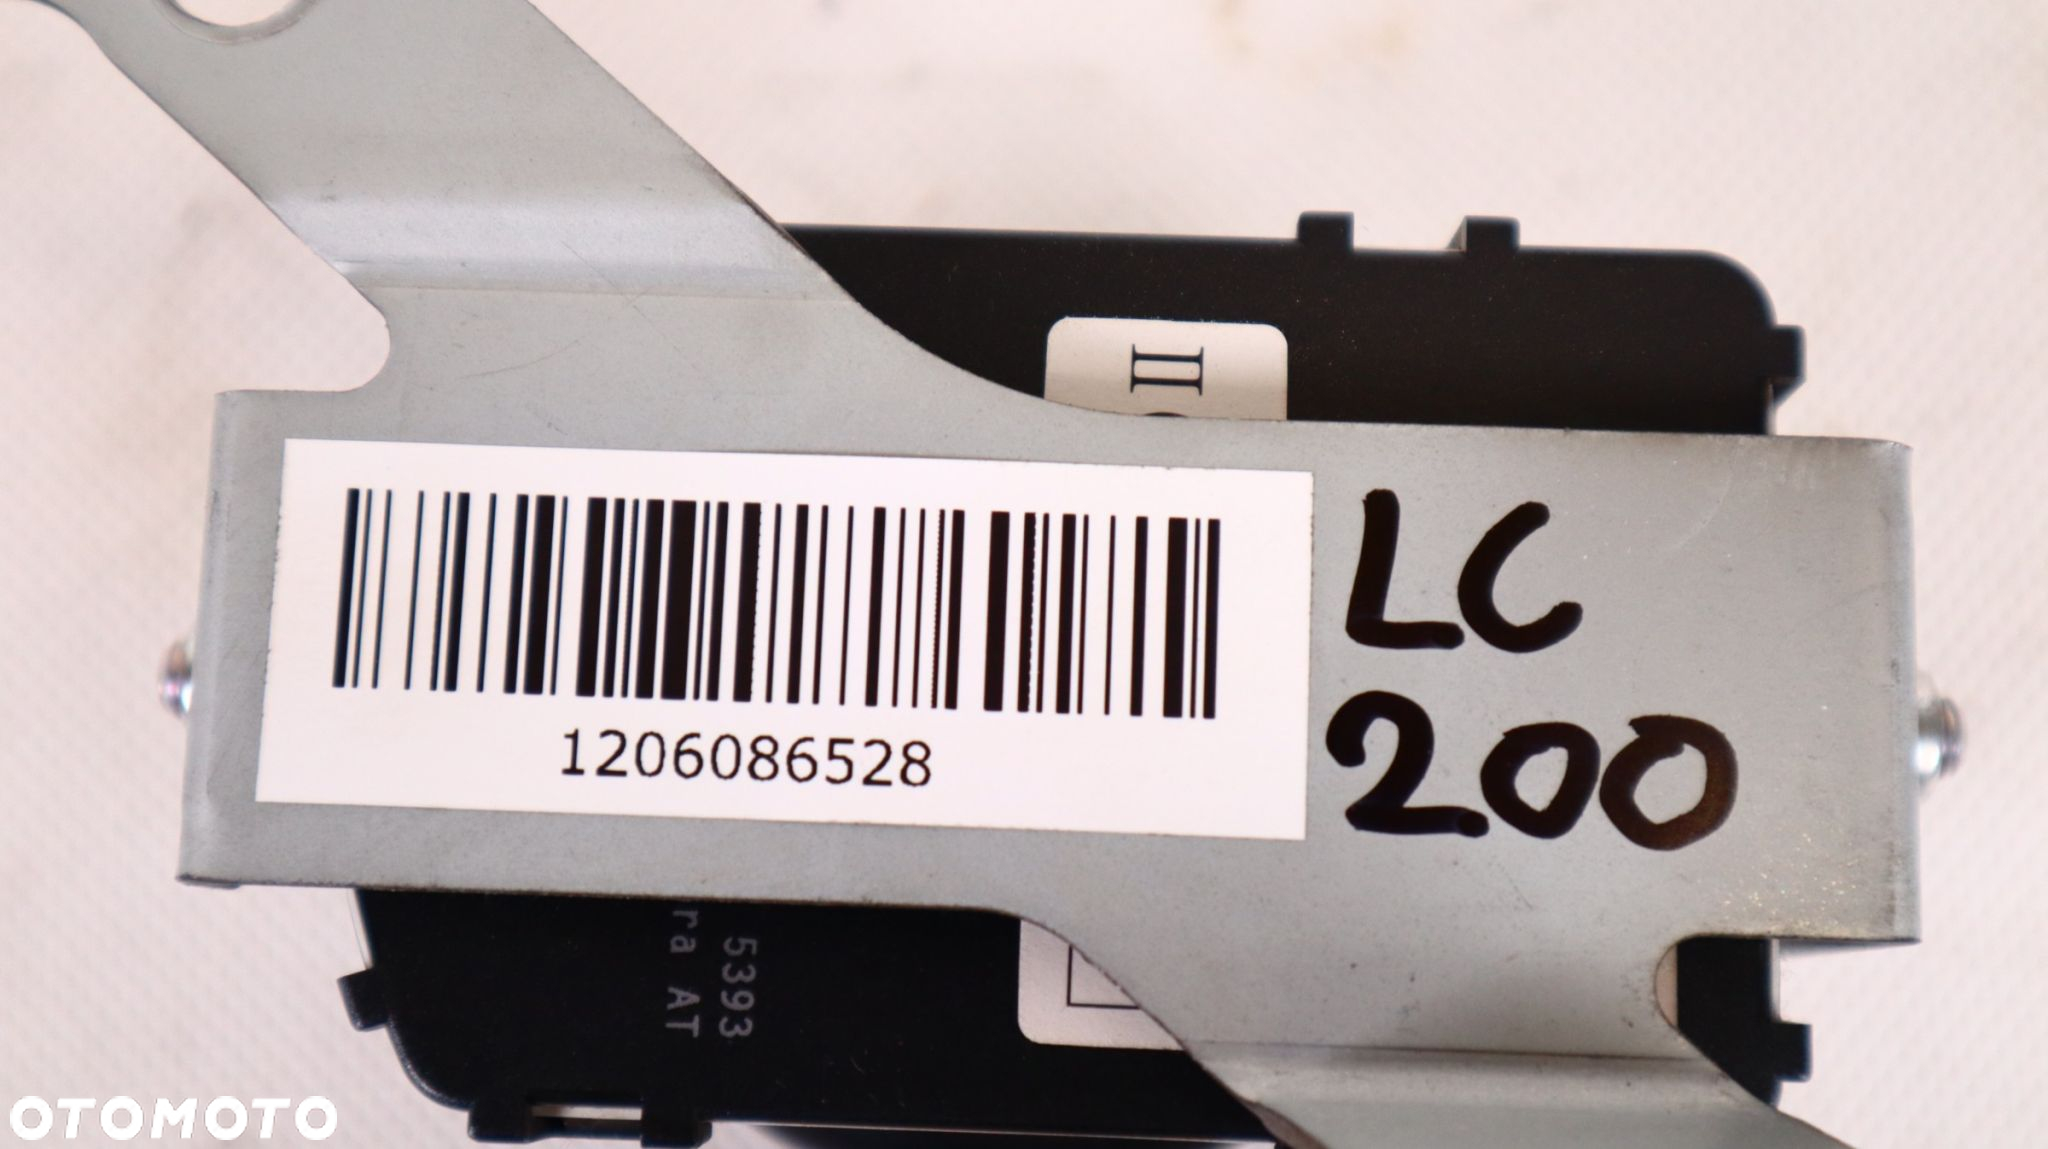 II
1206086528
LC
200
5393
ra AT
OTOMOTO